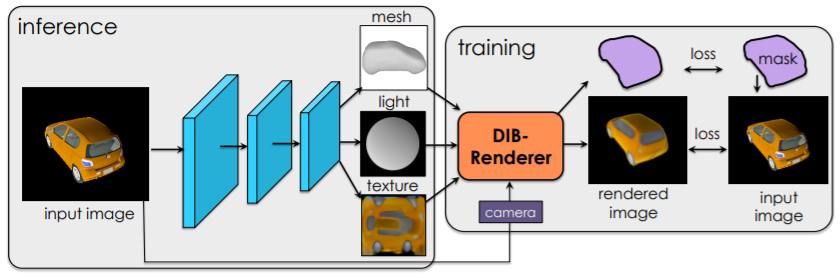 inference
input image
mesh
light
texture
training
DIB-
Renderer
camera
loss
mask
loss
rendered
image
input
image